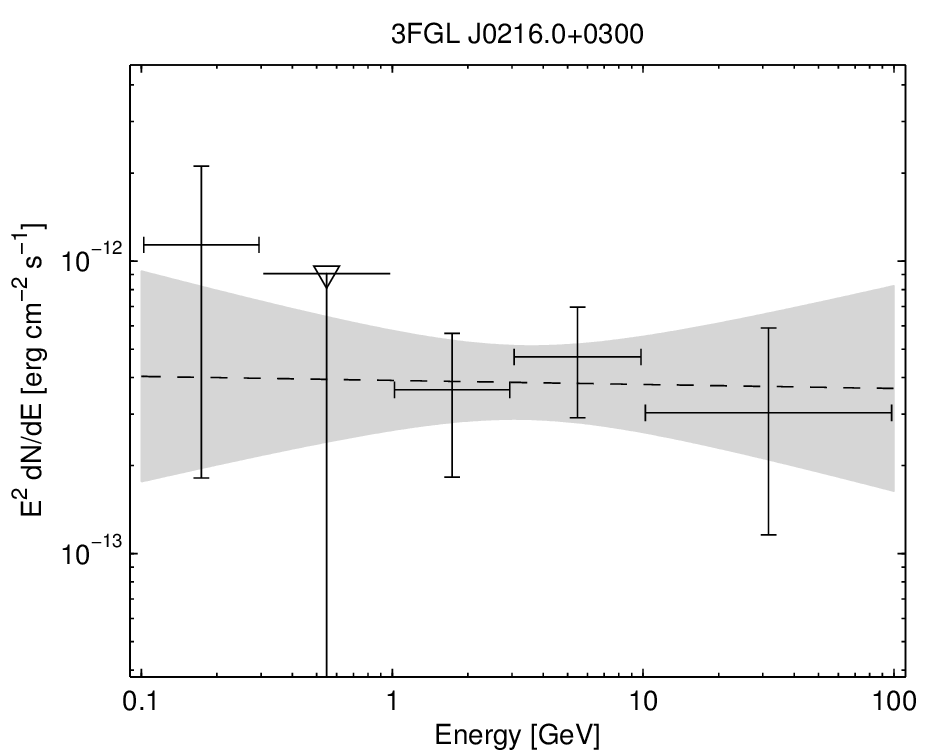 3FGL J0216.0+0300
E² dN/dE [erg cm⁻² s⁻¹]
10⁻¹²
10⁻¹³
0.1 1 10 100
Energy [GeV]